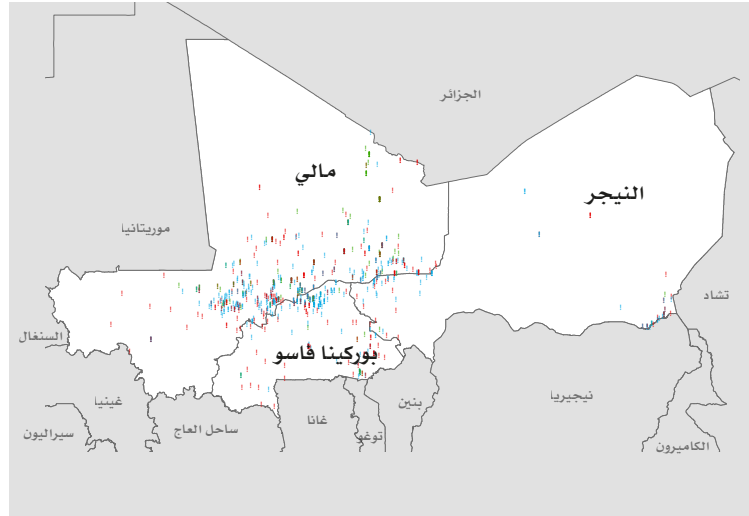 الجزائر
مالي
النيجر
موريتانيا
تشاد
السنغال
بوركينا فاسو
غينيا
بنين
نيجيريا
غانا
ساحل العاج
سيراليون
توغو
الكاميرون